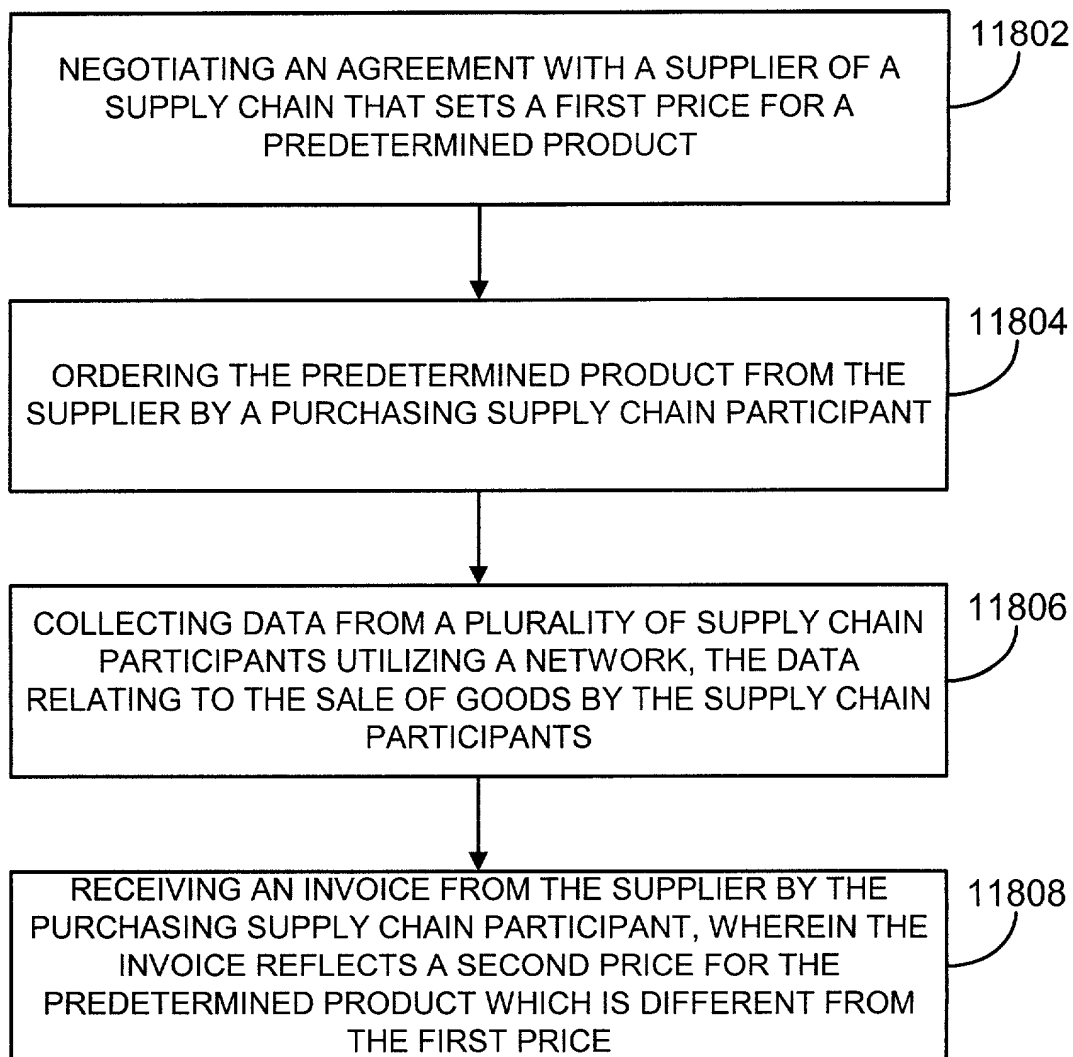 11802
NEGOTIATING AN AGREEMENT WITH A SUPPLIER OF A
SUPPLY CHAIN THAT SETS A FIRST PRICE FOR A
PREDETERMINED PRODUCT
11804
ORDERING THE PREDETERMINED PRODUCT FROM THE
SUPPLIER BY A PURCHASING SUPPLY CHAIN PARTICIPANT
11806
COLLECTING DATA FROM A PLURALITY OF SUPPLY CHAIN
PARTICIPANTS UTILIZING A NETWORK, THE DATA
RELATING TO THE SALE OF GOODS BY THE SUPPLY CHAIN
PARTICIPANTS
11808
RECEIVING AN INVOICE FROM THE SUPPLIER BY THE
PURCHASING SUPPLY CHAIN PARTICIPANT, WHEREIN THE
INVOICE REFLECTS A SECOND PRICE FOR THE
PREDETERMINED PRODUCT WHICH IS DIFFERENT FROM
THE FIRST PRICE